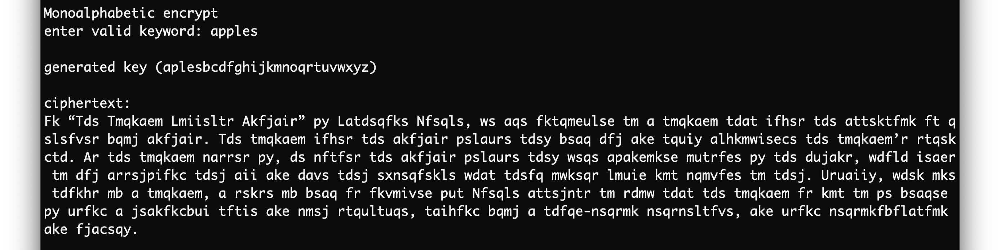 Monoalphabetic encrypt
enter valid keyword: apples
generated key (aplesbcdfghijkmnoqrtuvwxyz)
ciphertext:
Fk “Tds Tmqkaem Lmiisltr Akfjair” py Latdsqfks Nfsqls, ws aqs fktqmeulse tm a tmqkaem tdat ifhsr tds attsktfmk ft q
slsfvsr bqmj akfjair. Tds tmqkaem ifhsr tds akfjair pslaurs tdsy bsaq dfj ake tquiy alhkmwisecs tds tmqkaem’r rtqsk
ctd. Ar tds tmqkaem narrsr py, ds nftfsr tds akfjair pslaurs tdsy wsqs apakemkse mutrfes py tds dujakr, wdfld isaer
 tm dfj arrsjpifkc tdsj aii ake davs tdsj sxnsqfskls wdat tdsfq mwksqr lmuie kmt nqmvfes tm tdsj. Uruaiiy, wdsk mks
 tdfkhr mb a tmqkaem, a rskrs mb bsaq fr fkvmivse put Nfsqls attsjntr tm rdmw tdat tds tmqkaem fr kmt tm ps bsaqse
py urfkc a jsakfkcbui tftis ake nmsj rtqultuqs, taihfkc bqmj a tdfqe-nsqrmk nsqrnsltfvs, ake urfkc nsqrmkfbflatfmk
ake fjacsqy.